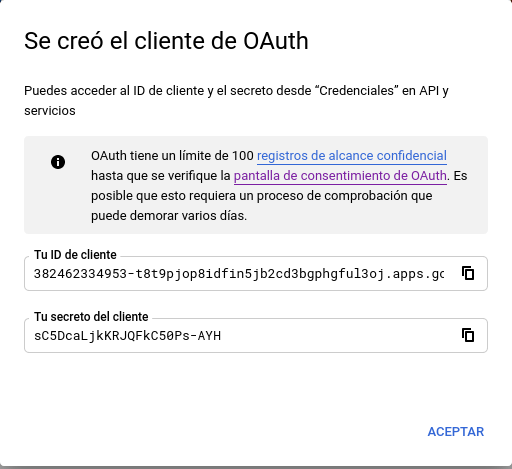 Se creó el cliente de OAuth
Puedes acceder al ID de cliente y el secreto desde “Credenciales” en API y
servicios
OAuth tiene un límite de 100 registros de alcance confidencial
hasta que se verifique la pantalla de consentimiento de OAuth. Es
posible que esto requiera un proceso de comprobación que
puede demorar varios días.
Tu ID de cliente
382462334953-t8t9pjop8idfin5jb2cd3bgphgful3oj.apps.gc
Tu secreto del cliente
sC5DcaLjkKRJQFkC50Ps-AYH
ACEPTAR